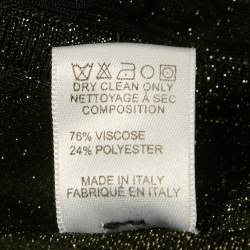 DRY CLEAN ONLY
NETTOYAGE À SEC
COMPOSITION
76% VISCOSE
24% POLYESTER
MADE IN ITALY
FABRIQUÉ EN ITALY